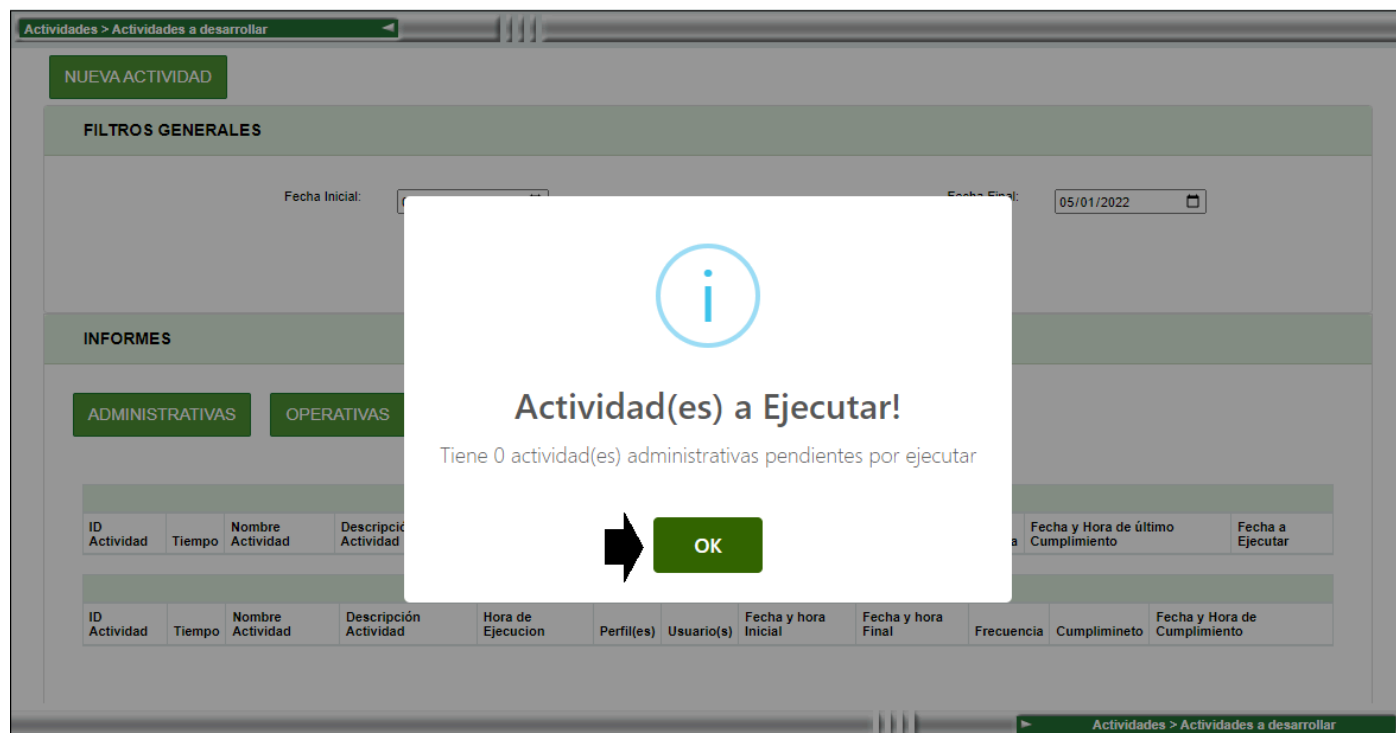 Actividades > Actividades a desarrollar
NUEVA ACTIVIDAD
FILTROS GENERALES
Fecha Inicial:
Fecha Final:
05/01/2022
i
INFORMES
Actividad(es) a Ejecutar!
ADMINISTRATIVAS
OPERATIVAS
Tiene 0 actividad(es) administrativas pendientes por ejecutar
ID Actividad
Tiempo
Nombre Actividad
Fecha y Hora de último Cumplimiento
Fecha a Ejecutar
OK
ID Actividad
Tiempo
Nombre Actividad
Descripción Actividad
Hora de Ejecucion
Perfil(es)
Usuario(s)
Fecha y hora Inicial
Fecha y hora Final
Frecuencia
Cumplimineto
Fecha y Hora de Cumplimiento
Actividades > Actividades a desarrollar